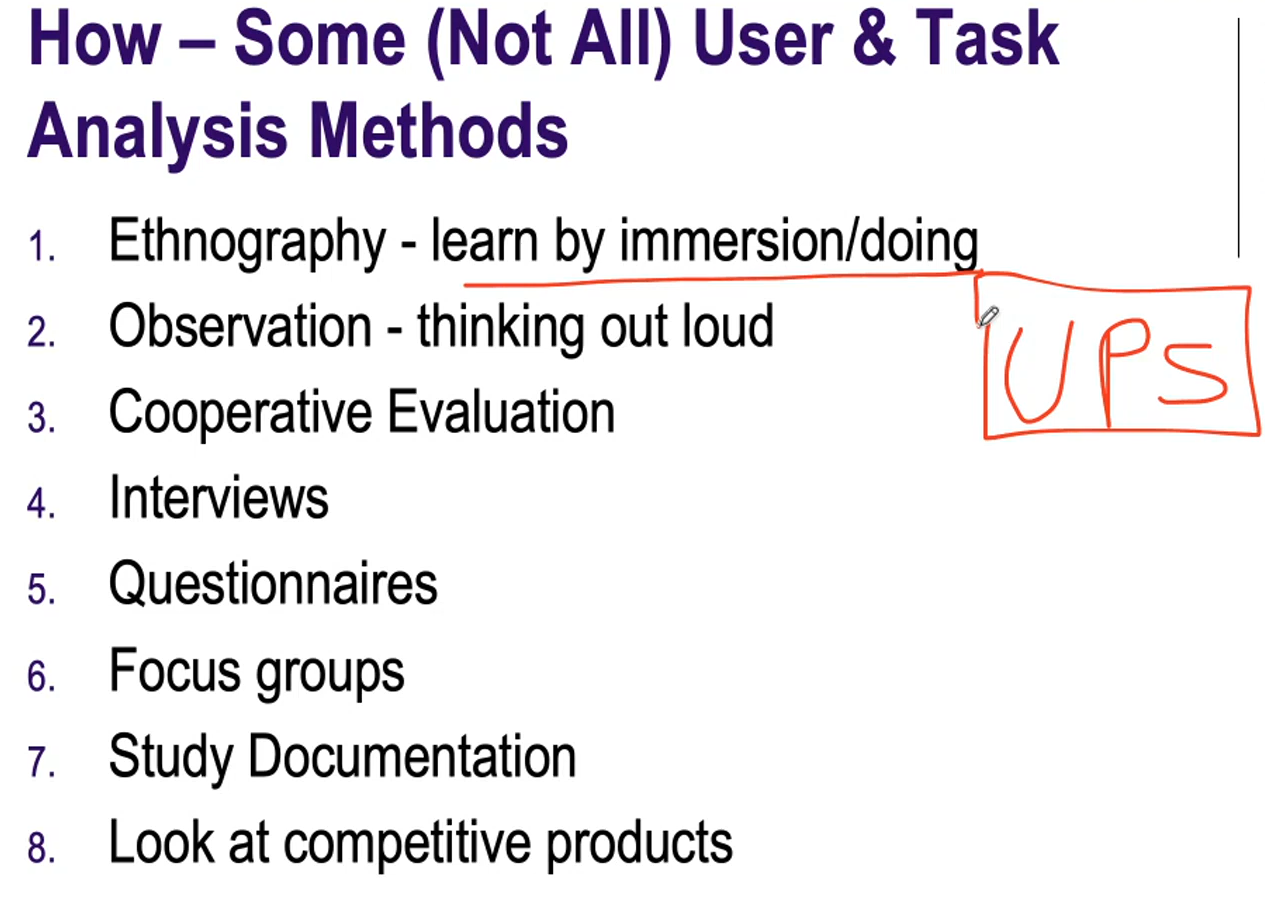 How – Some (Not All) User & Task
Analysis Methods
1. Ethnography - learn by immersion/doing
2. Observation - thinking out loud
UPS
3. Cooperative Evaluation
4. Interviews
5. Questionnaires
6. Focus groups
7. Study Documentation
8. Look at competitive products